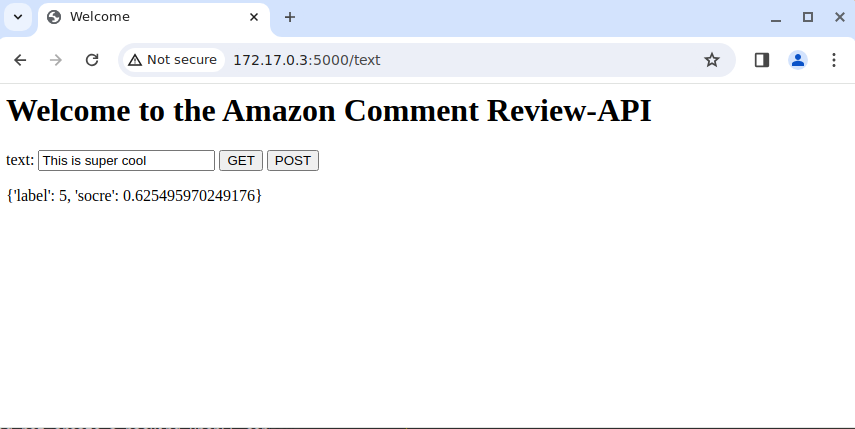 Welcome
Not secure 172.17.0.3:5000/text
Welcome to the Amazon Comment Review-API
text: This is super cool GET POST
{'label': 5, 'socre': 0.625495970249176}